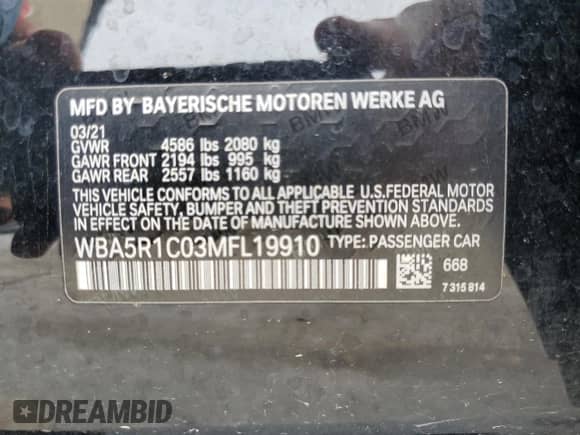 MFD BY BAYERISCHE MOTOREN WERKE AG
03/21
GVWR 4586 lbs 2080 kg
GAWR FRONT 2194 lbs 995 kg
GAWR REAR 2557 lbs 1160 kg
THIS VEHICLE CONFORMS TO ALL APPLICABLE U.S.FEDERAL MOTOR
VEHICLE SAFETY, BUMPER, AND THEFT PREVENTION STANDARDS
IN EFFECT ON THE DATE OF MANUFACTURE SHOWN ABOVE.
WBA5R1C03MFL19910 TYPE: PASSENGER CAR
668
7 315 814
DREAMBID